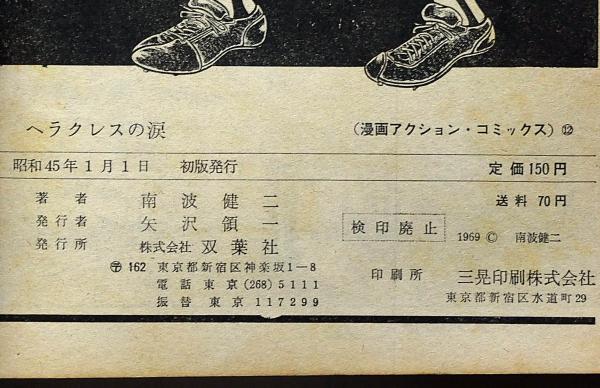 ヘラクレスの涙
(漫画アクション・コミックス) ⑫
昭和45年1月1日 初版発行
定価150円
著者 南波健二
送料 70円
発行者 矢沢領一
検印廃止
1969 © 南波健二
発行所 株式会社 双葉社
〒 162 東京都新宿区神楽坂1−8
電話 東京 (268) 5111
振替 東京 117299
印刷所 三晃印刷株式会社
東京都新宿区水道町29